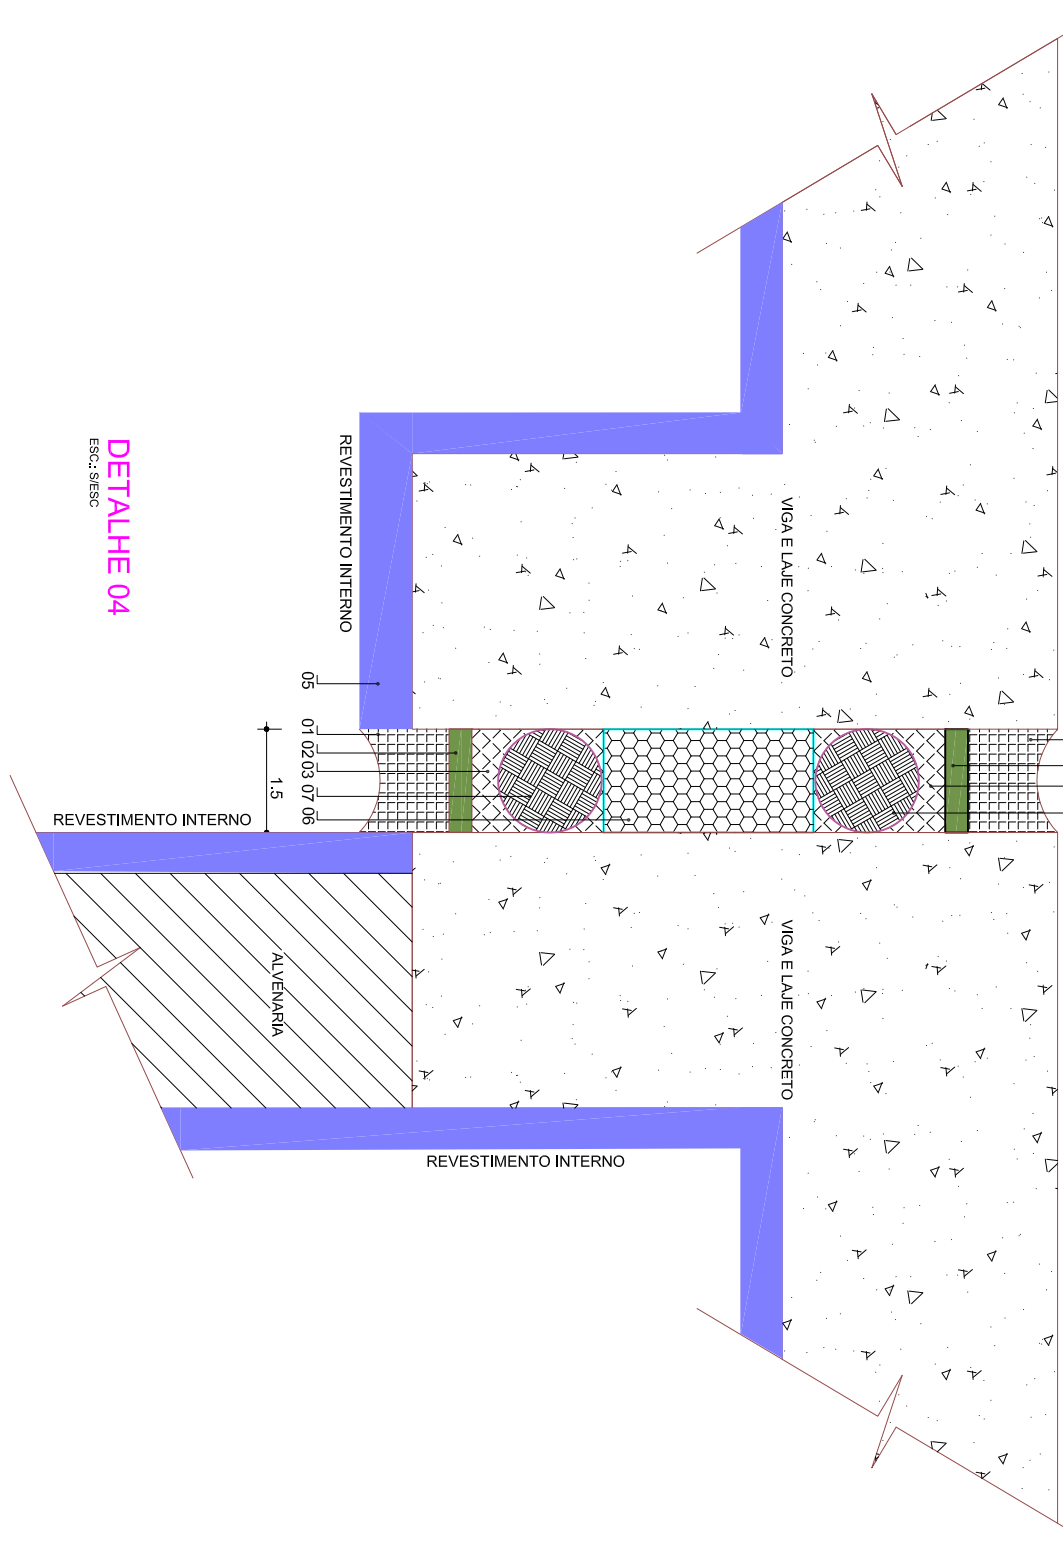 VIGA E LAJE CONCRETO
VIGA E LAJE CONCRETO
REVESTIMENTO INTERNO
REVESTIMENTO INTERNO
REVESTIMENTO INTERNO
ALVENARIA
05
01
02
03
07
06
1.5
DETALHE 04
ESC.: S/ESC